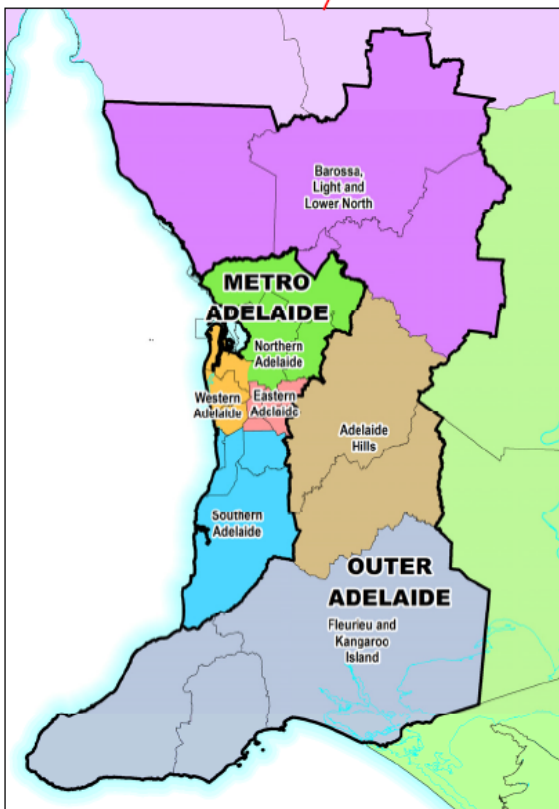 Barossa,
Light and
Lower North
METRO
ADELAIDE
Northern
Adelaide
Western
Adelaide
Eastern
Adelaide
Adelaide
Hills
Southern
Adelaide
OUTER
ADELAIDE
Fleurieu and
Kangaroo
Island